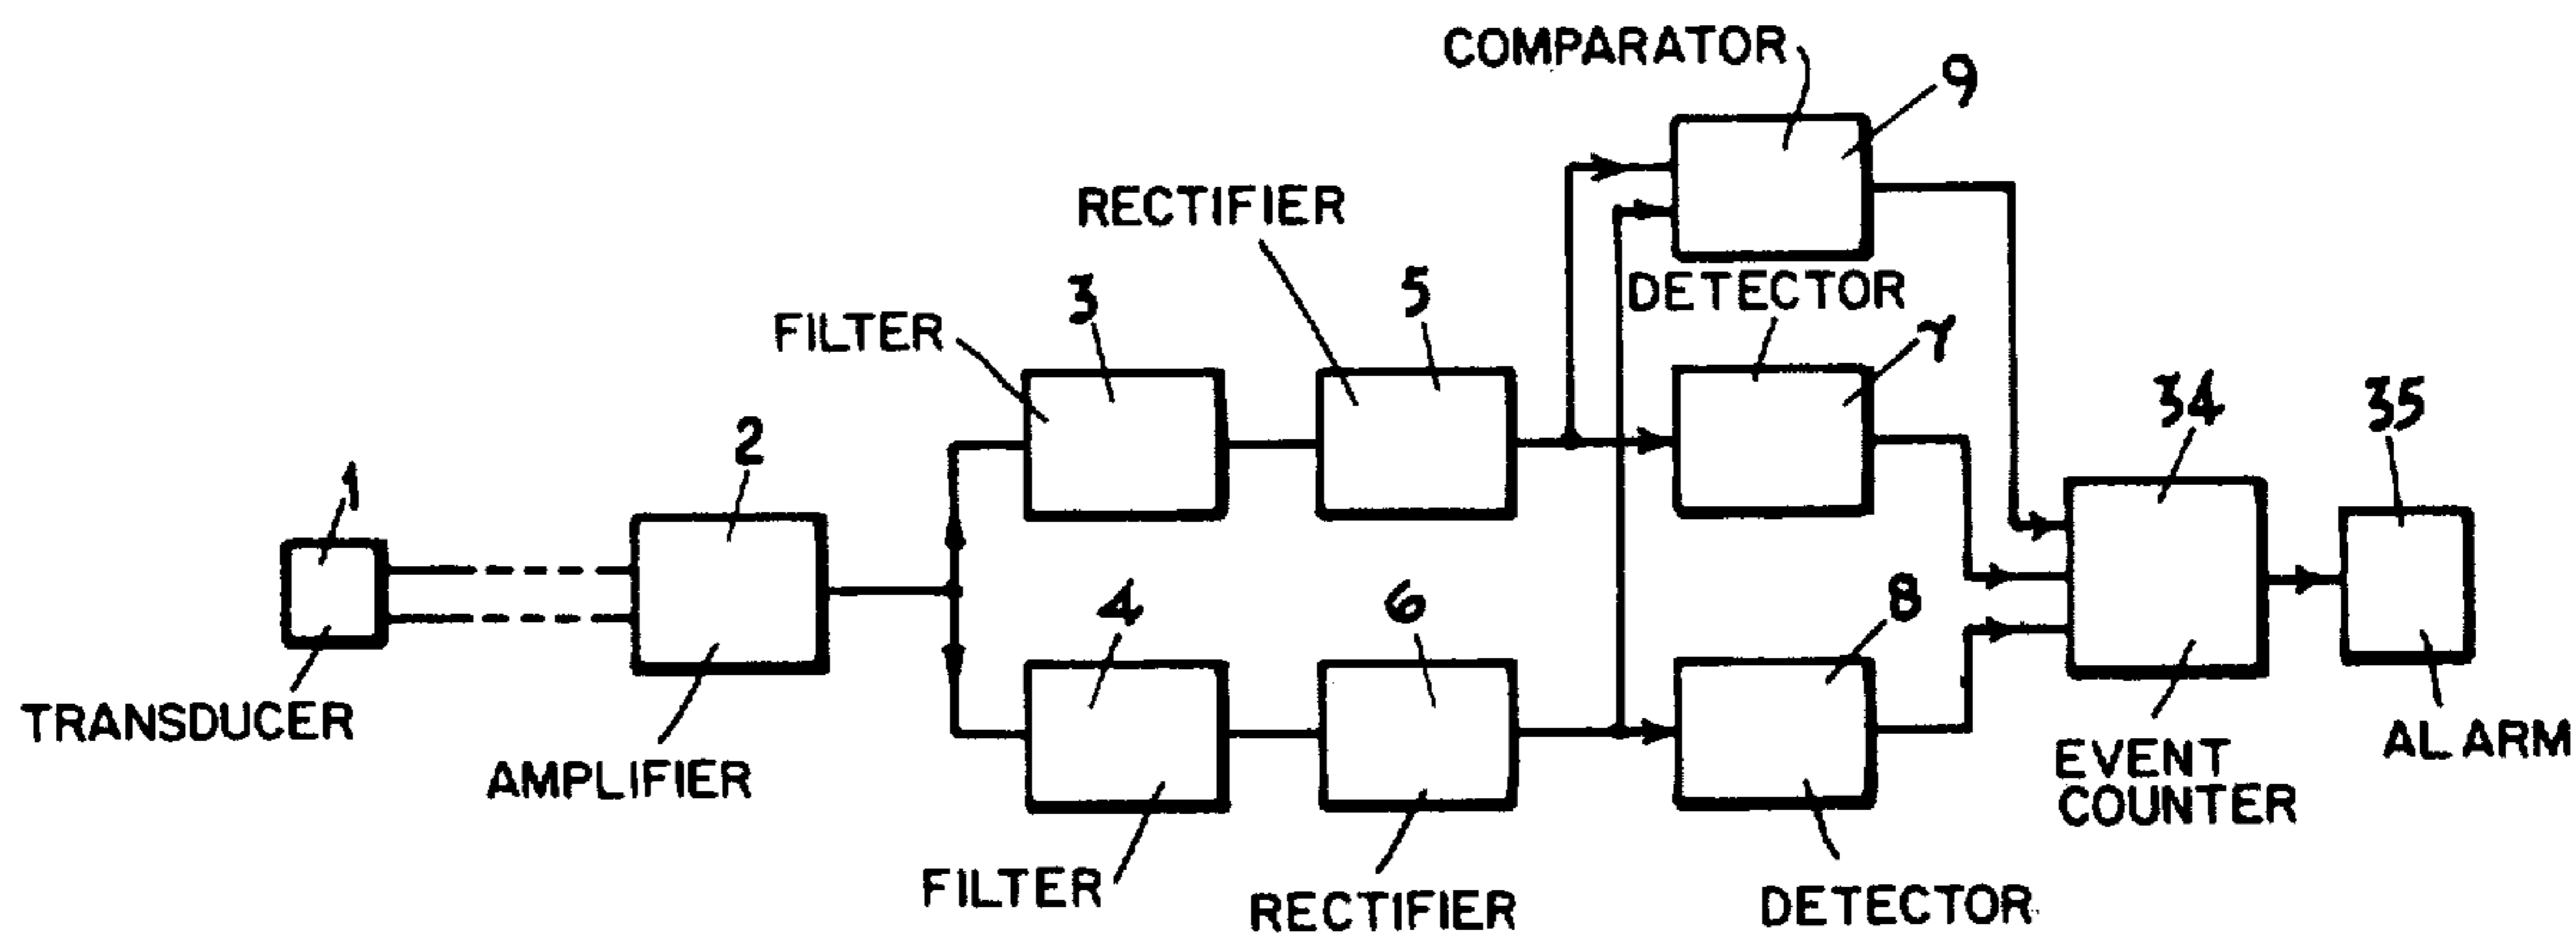 COMPARATOR
9
RECTIFIER
DETECTOR
FILTER
3
5
7
2
34
35
1
4
6
8
TRANSDUCER
AMPLIFIER
EVENT
COUNTER
ALARM
FILTER
RECTIFIER
DETECTOR